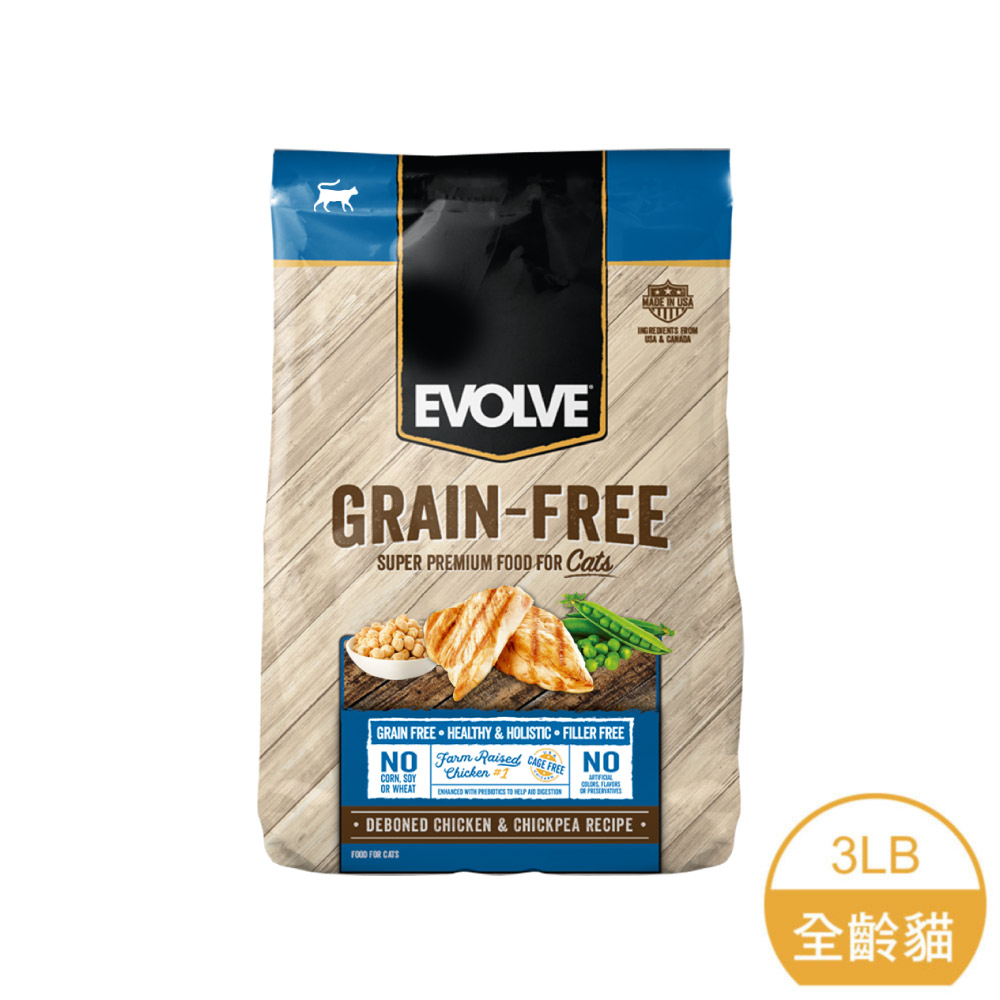 MADE IN USA
INGREDIENTS FROM
USA & CANADA
EVOLVE®
GRAIN-FREE
SUPER PREMIUM FOOD FOR Cats
GRAIN FREE • HEALTHY & HOLISTIC • FILLER FREE
NO
CORN, SOY
OR WHEAT
Farm Raised
Chicken #1
USA
CAGE FREE
CHICKEN
ENHANCED WITH PREBIOTICS TO HELP AID DIGESTION
NO
ARTIFICIAL
COLORS, FLAVORS
OR PRESERVATIVES
• DEBONED CHICKEN & CHICKPEA RECIPE •
FOOD FOR CATS
3LB
全齡貓